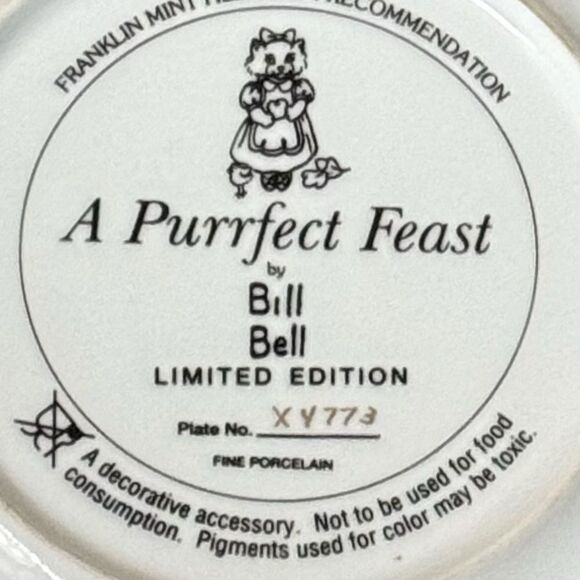 FRANKLIN MINT RECOMMENDATION
A Purrfect Feast
by
Bill
Bell
LIMITED EDITION
Plate No. XY773
FINE PORCELAIN
A decorative accessory. Not to be used for food
consumption. Pigments used for color may be toxic.